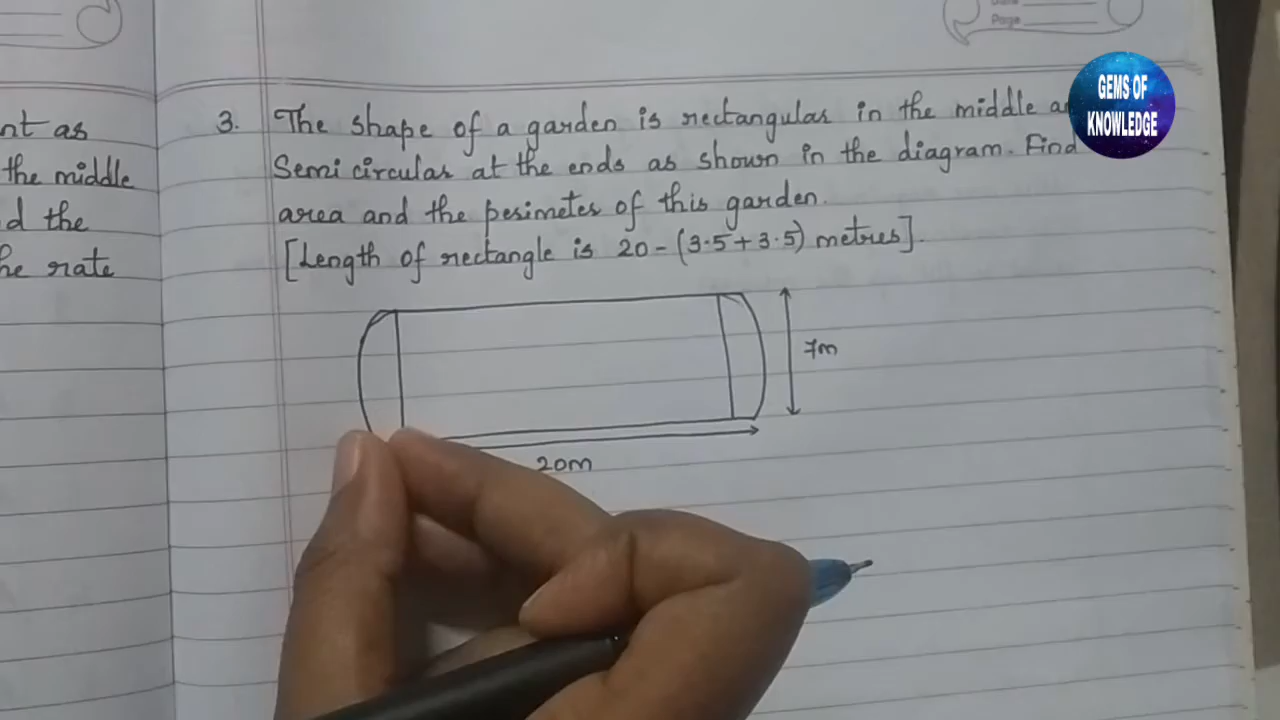 Page
GEMS OF
KNOWLEDGE
nt as
the middle
d the
he rate
3. The shape of a garden is rectangular in the middle
Semi circular at the ends as shown in the diagram. Find
area and the perimeter of this garden.
[Length of rectangle is 20 - (3.5 + 3.5) metres].
7m
20m